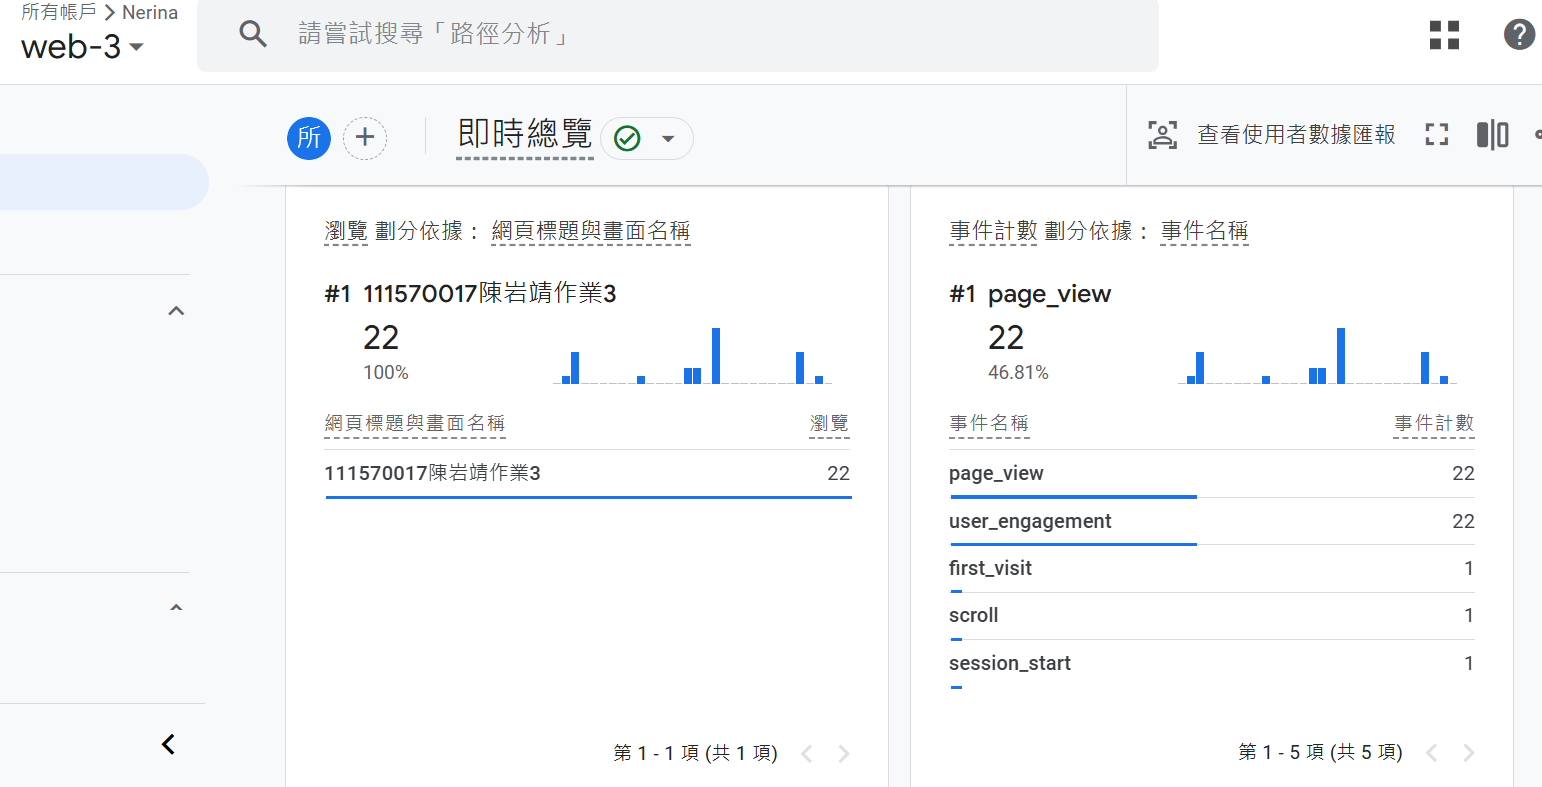 所有帳戶 > Nerina
web-3
請嘗試搜尋「路徑分析」
所
即時總覽
查看使用者數據匯報
瀏覽 劃分依據： 網頁標題與畫面名稱
#1 111570017陳岩靖作業3
22
100%
網頁標題與畫面名稱 瀏覽
111570017陳岩靖作業3 22
第 1 - 1 項 (共 1 項)
事件計數 劃分依據： 事件名稱
#1 page_view
22
46.81%
事件名稱 事件計數
page_view 22
user_engagement 22
first_visit 1
scroll 1
session_start 1
第 1 - 5 項 (共 5 項)